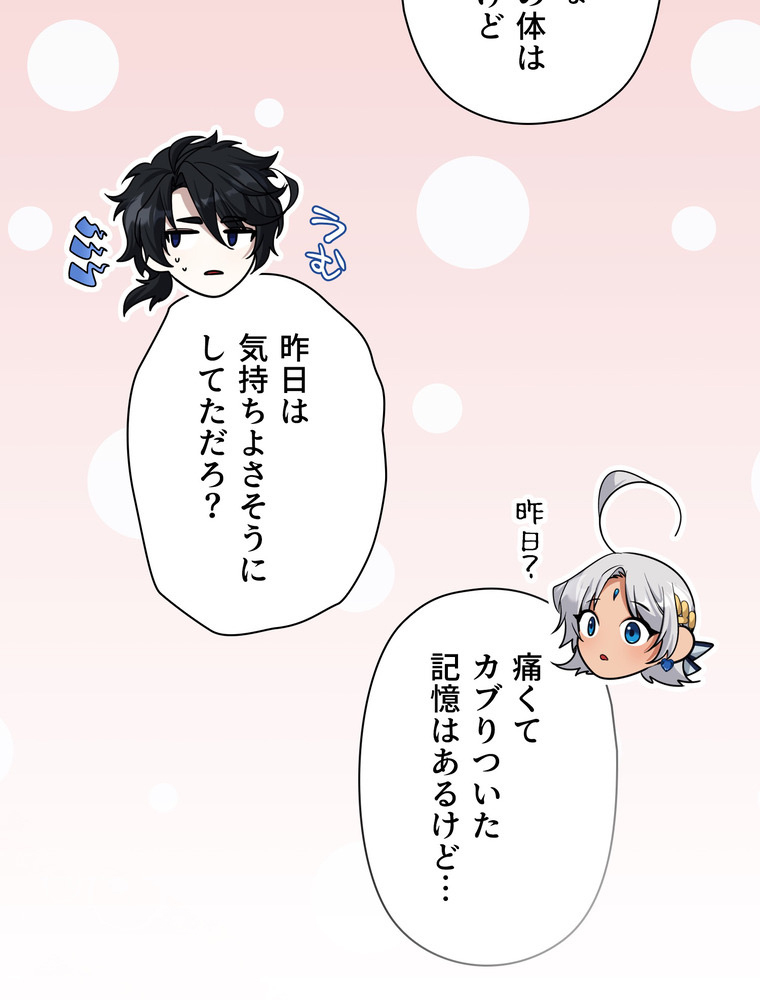 の体は
けど
うむ
昨日は
気持ちよさそうに
してただろ？
昨日？
痛くて
カブりついた
記憶はあるけど…